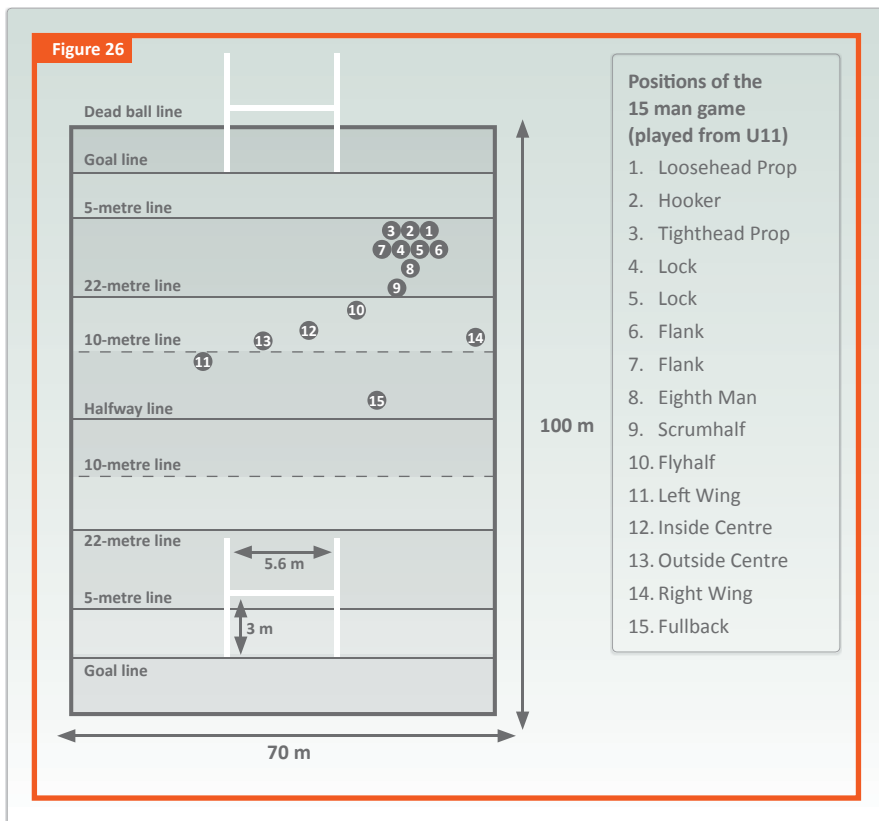 Figure 26
Dead ball line
Goal line
5-metre line
3 2 1
7 4 5 6
8
22-metre line
9
10
12
10-metre line
13
14
11
15
Halfway line
100 m
10-metre line
22-metre line
5.6 m
5-metre line
3 m
Goal line
70 m
Positions of the
15 man game
(played from U11)
1. Loosehead Prop
2. Hooker
3. Tighthead Prop
4. Lock
5. Lock
6. Flank
7. Flank
8. Eighth Man
9. Scrumhalf
10. Flyhalf
11. Left Wing
12. Inside Centre
13. Outside Centre
14. Right Wing
15. Fullback